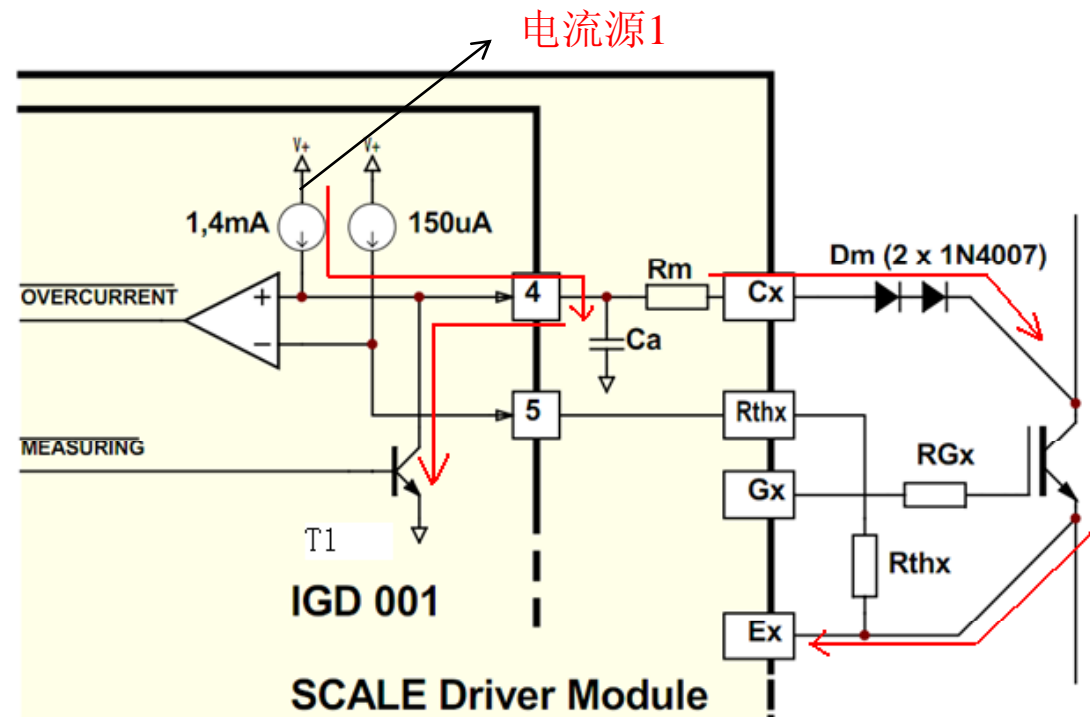 电流源1
V+ V+
1,4mA 150uA
OVERCURRENT
+
−
4
Rm
Cx
Dm (2 x 1N4007)
Ca
5
Rthx
MEASURING
Gx
RGx
T1
Rthx
IGD 001
Ex
SCALE Driver Module